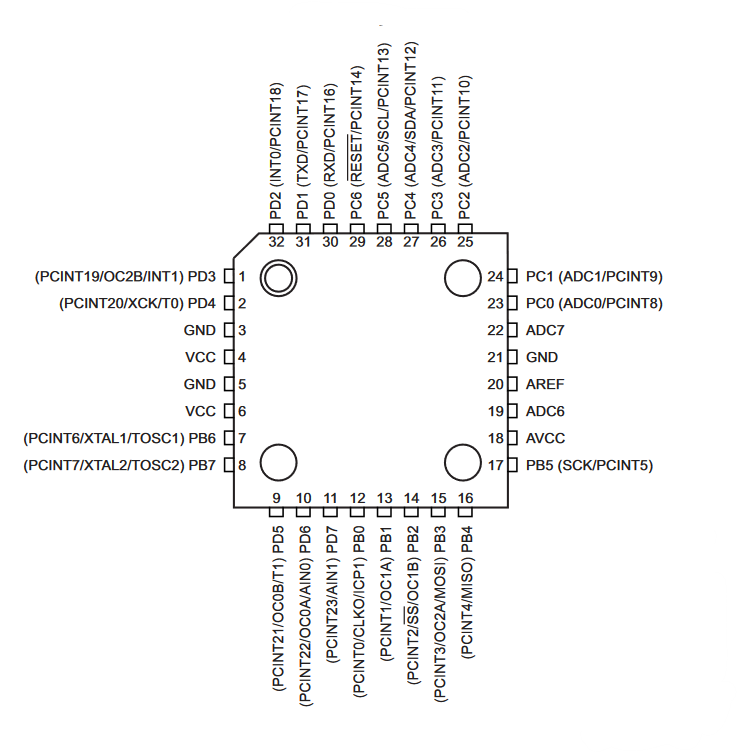 PD2 (INT0/PCINT18)
PD1 (TXD/PCINT17)
PD0 (RXD/PCINT16)
PC6 (RESET/PCINT14)
PC5 (ADC5/SCL/PCINT13)
PC4 (ADC4/SDA/PCINT12)
PC3 (ADC3/PCINT11)
PC2 (ADC2/PCINT10)
32 31 30 29 28 27 26 25
(PCINT19/OC2B/INT1) PD3 1
(PCINT20/XCK/T0) PD4 2
GND 3
VCC 4
GND 5
VCC 6
(PCINT6/XTAL1/TOSC1) PB6 7
(PCINT7/XTAL2/TOSC2) PB7 8
24 PC1 (ADC1/PCINT9)
23 PC0 (ADC0/PCINT8)
22 ADC7
21 GND
20 AREF
19 ADC6
18 AVCC
17 PB5 (SCK/PCINT5)
9 10 11 12 13 14 15 16
(PCINT21/OC0B/T1) PD5
(PCINT22/OC0A/AIN0) PD6
(PCINT23/AIN1) PD7
(PCINT0/CLKO/ICP1) PB0
(PCINT1/OC1A) PB1
(PCINT2/SS/OC1B) PB2
(PCINT3/OC2A/MOSI) PB3
(PCINT4/MISO) PB4